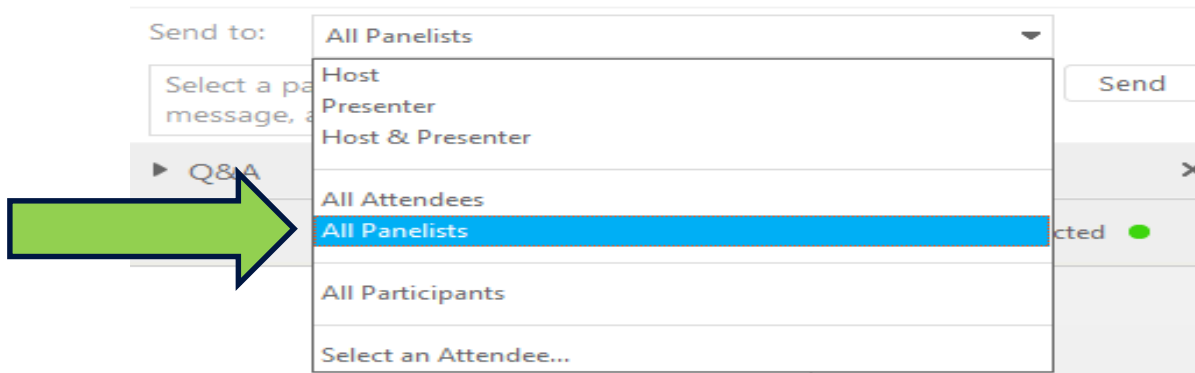 Send to: All Panelists
Host
Select a pa
Send
Presenter
message,
Host & Presenter
Q&A
All Attendees
All Panelists
cted
All Participants
Select an Attendee...